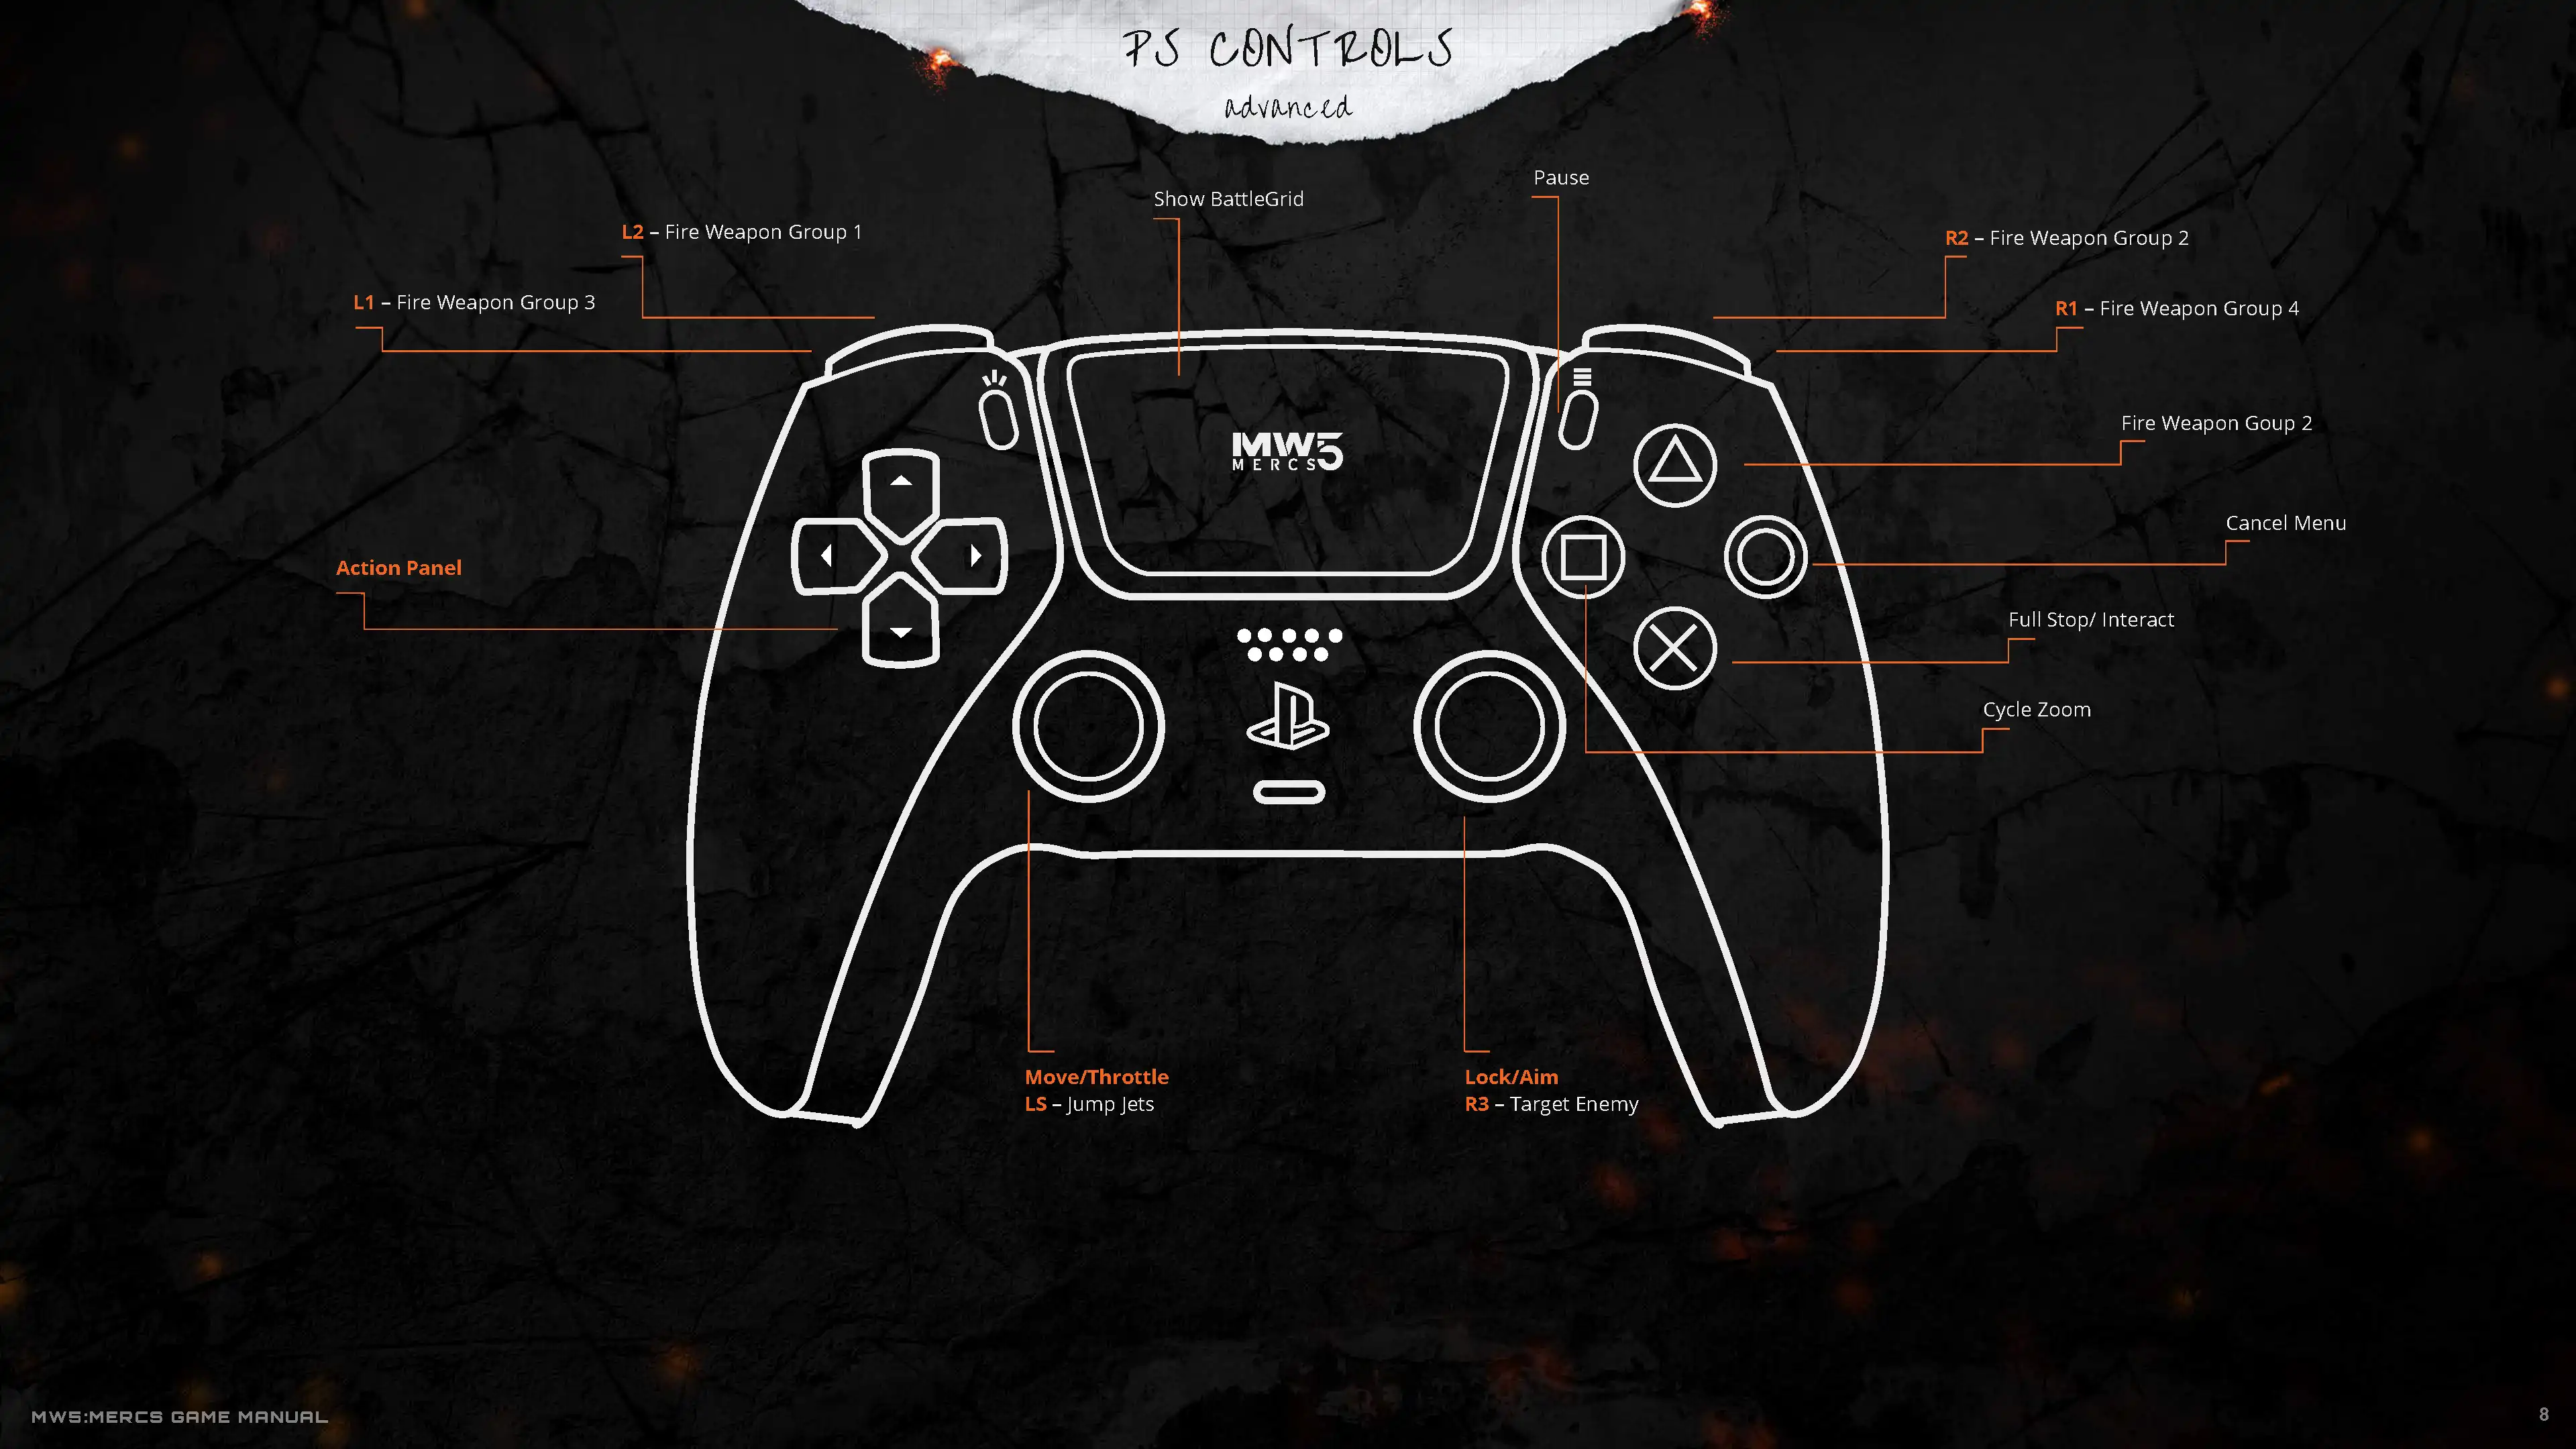 PS CONTROLS
advanced
Pause
Show BattleGrid
L2 – Fire Weapon Group 1
R2 – Fire Weapon Group 2
L1 – Fire Weapon Group 3
R1 – Fire Weapon Group 4
Fire Weapon Goup 2
MW5
MERCS
Cancel Menu
Action Panel
Full Stop/ Interact
Cycle Zoom
Move/Throttle
LS – Jump Jets
Lock/Aim
R3 – Target Enemy
MW5:MERCS GAME MANUAL
8